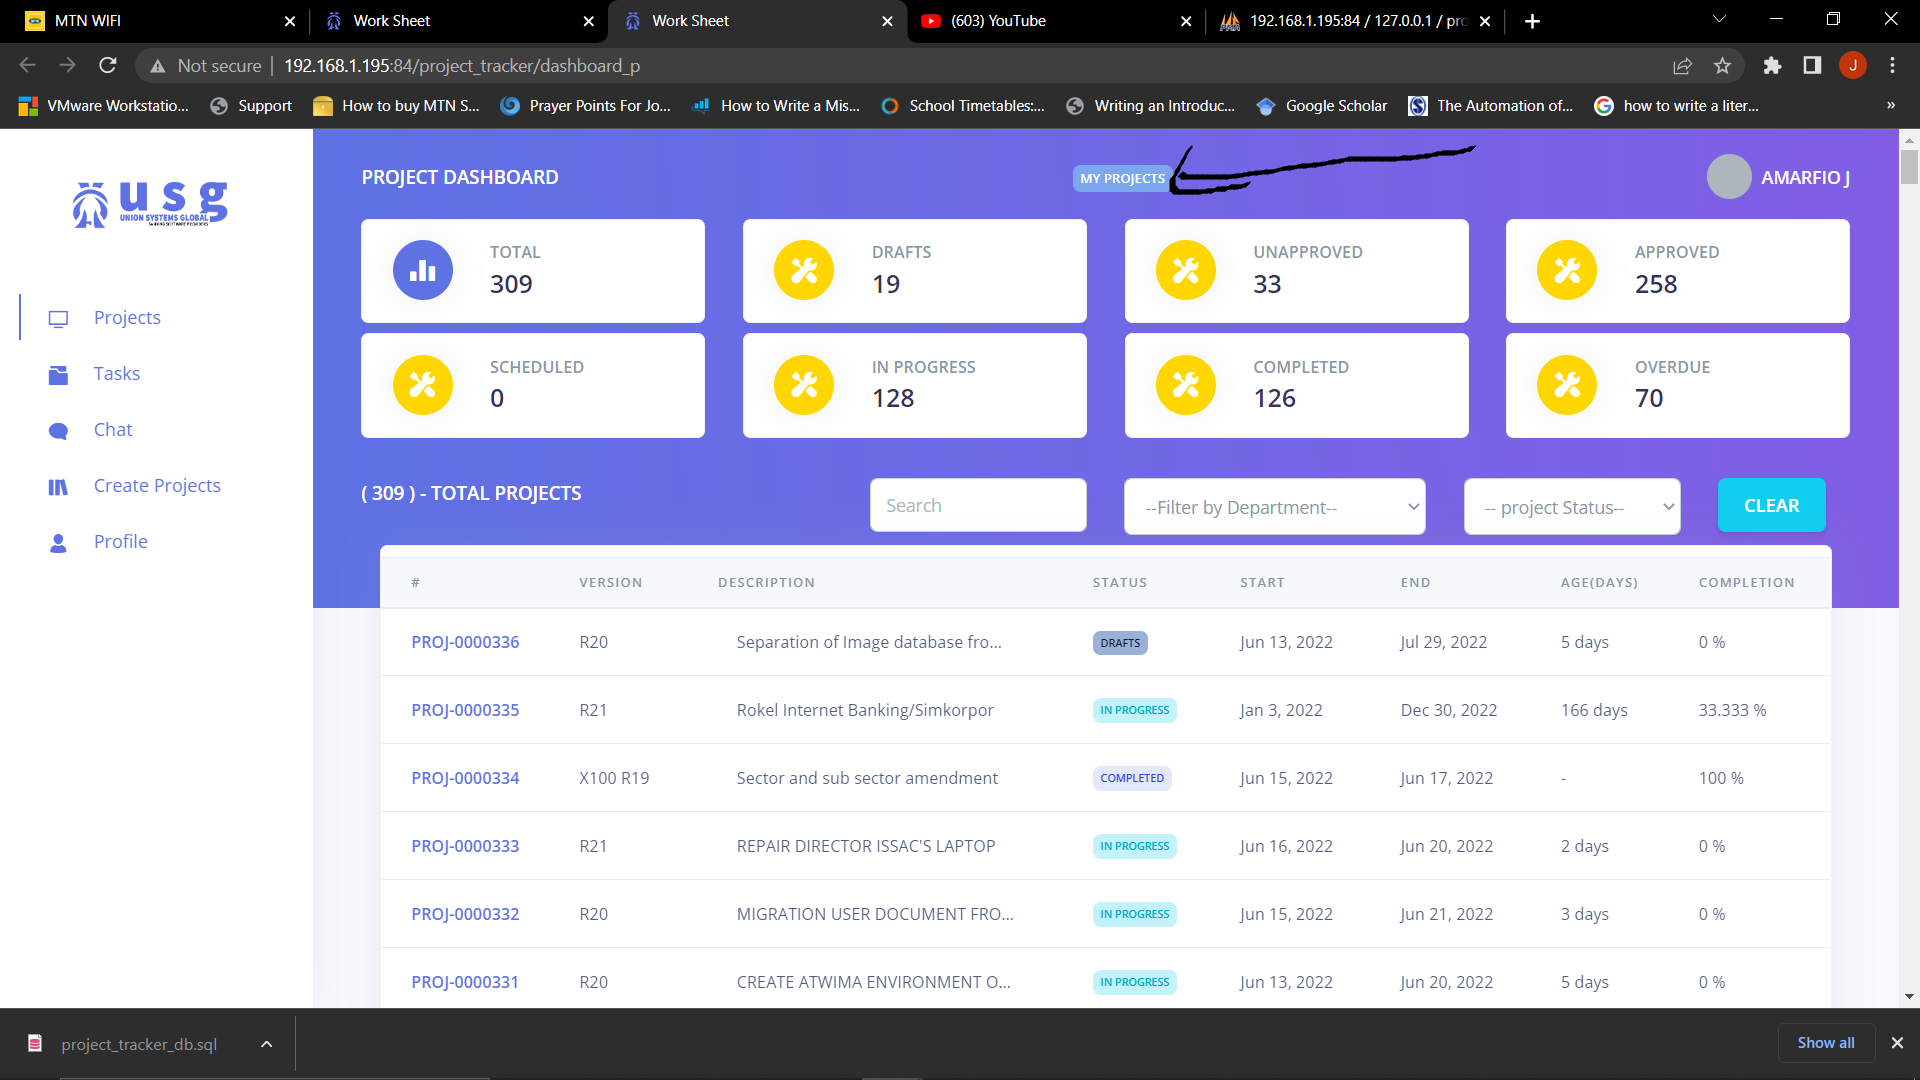 MTN WIFI
Work Sheet
Work Sheet
(603) YouTube
192.168.1.195:84 / 127.0.0.1 / pro
Not secure
192.168.1.195:84/project_tracker/dashboard_p
J
VMware Workstatio...
Support
How to buy MTN S...
Prayer Points For Jo...
How to Write a Mis...
School Timetables:...
Writing an Introduc...
Google Scholar
The Automation of...
how to write a liter...
»
usg
UNION SYSTEMS GLOBAL
BANKING SOFTWARE PROVIDERS
Projects
Tasks
Chat
Create Projects
Profile
PROJECT DASHBOARD
MY PROJECTS
AMARFIO J
TOTAL
309
DRAFTS
19
UNAPPROVED
33
APPROVED
258
SCHEDULED
0
IN PROGRESS
128
COMPLETED
126
OVERDUE
70
( 309 ) - TOTAL PROJECTS
Search
--Filter by Department--
-- project Status--
CLEAR
# VERSION DESCRIPTION STATUS START END AGE(DAYS) COMPLETION
PROJ-0000336 R20 Separation of Image database fro... DRAFTS Jun 13, 2022 Jul 29, 2022 5 days 0 %
PROJ-0000335 R21 Rokel Internet Banking/Simkorpor IN PROGRESS Jan 3, 2022 Dec 30, 2022 166 days 33.333 %
PROJ-0000334 X100 R19 Sector and sub sector amendment COMPLETED Jun 15, 2022 Jun 17, 2022 - 100 %
PROJ-0000333 R21 REPAIR DIRECTOR ISSAC'S LAPTOP IN PROGRESS Jun 16, 2022 Jun 20, 2022 2 days 0 %
PROJ-0000332 R20 MIGRATION USER DOCUMENT FRO... IN PROGRESS Jun 15, 2022 Jun 21, 2022 3 days 0 %
PROJ-0000331 R20 CREATE ATWIMA ENVIRONMENT O... IN PROGRESS Jun 13, 2022 Jun 20, 2022 5 days 0 %
project_tracker_db.sql
Show all